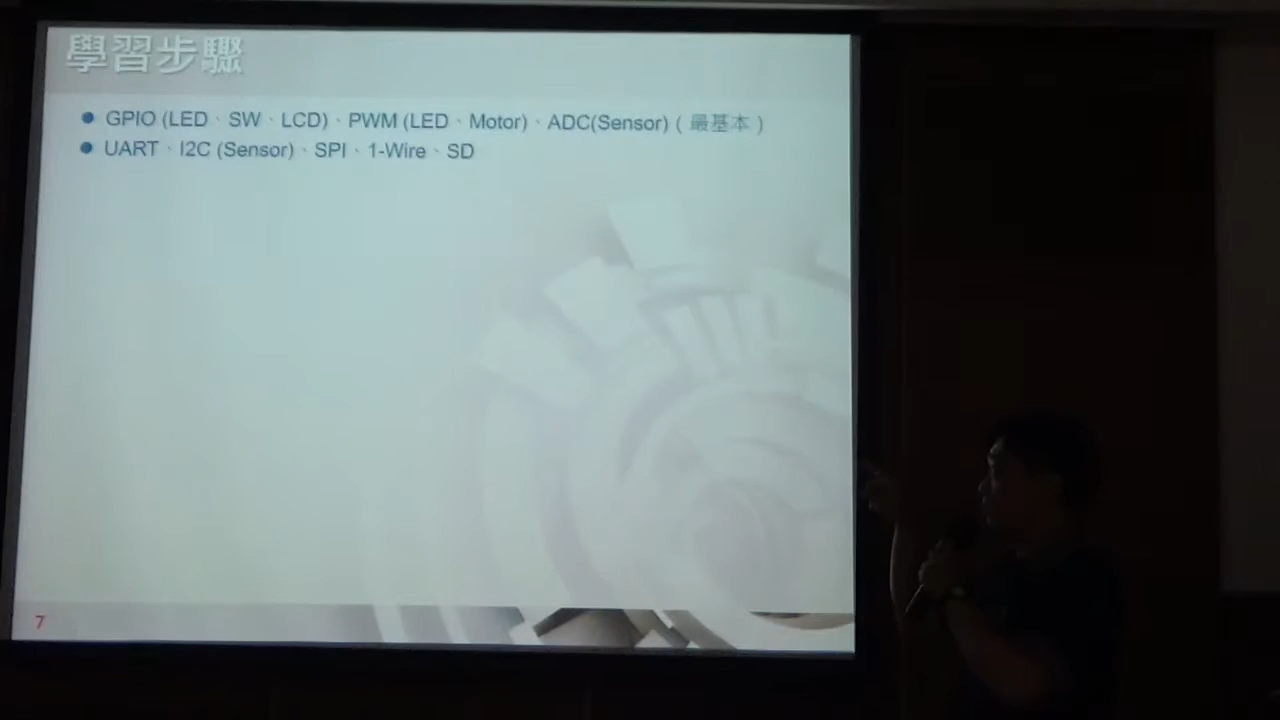 學習步驟
GPIO (LED、SW、LCD)、PWM (LED、Motor)、ADC(Sensor) ( 最基本 )
UART、I2C (Sensor)、SPI、1-Wire、SD
7